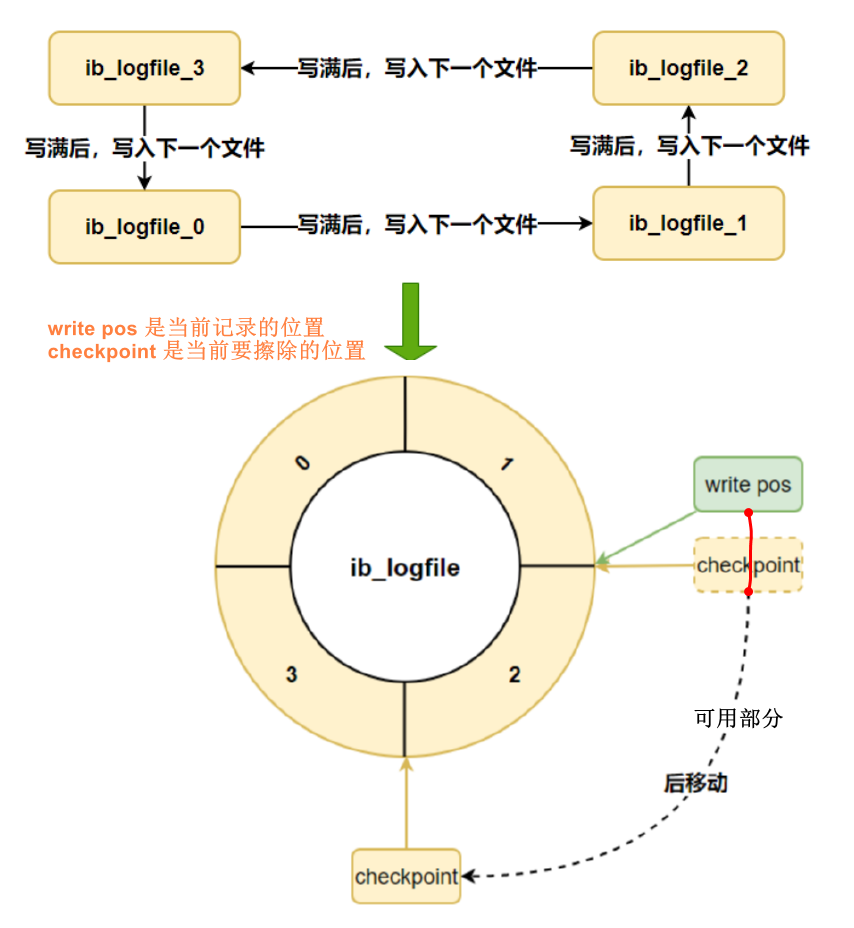 ib_logfile_3
写满后，写入下一个文件
ib_logfile_2
写满后，写入下一个文件
写满后，写入下一个文件
ib_logfile_0
写满后，写入下一个文件
ib_logfile_1
write pos 是当前记录的位置
checkpoint 是当前要擦除的位置
0
1
write pos
ib_logfile
checkpoint
3
2
可用部分
后移动
checkpoint